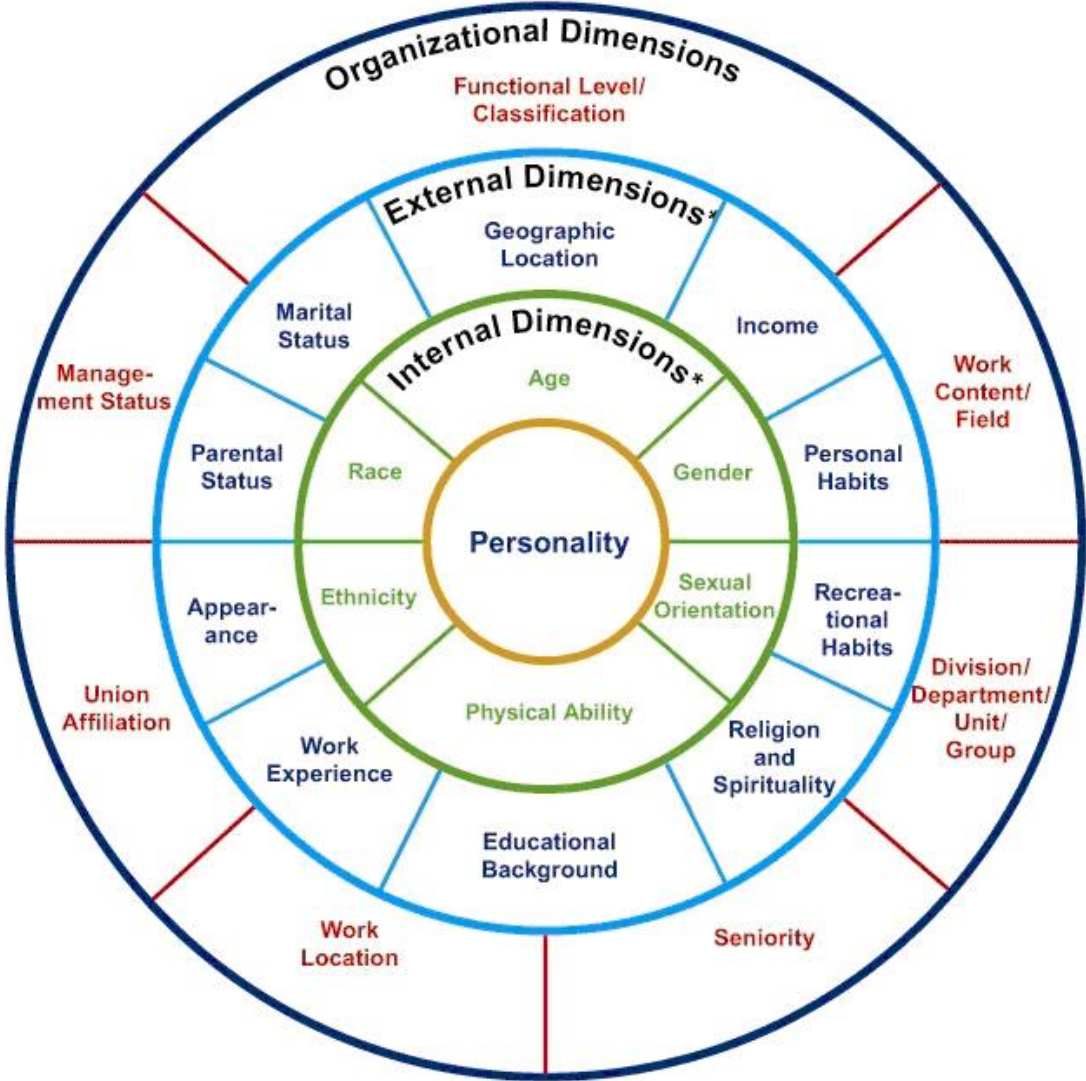 Organizational Dimensions
Functional Level/
Classification
External Dimensions*
Geographic
Location
Marital
Status
Income
Internal Dimensions*
Age
Manage-
ment Status
Work
Content/
Field
Parental
Status
Race
Gender
Personal
Habits
Personality
Appear-
ance
Ethnicity
Sexual
Orientation
Recrea-
tional
Habits
Union
Affiliation
Division/
Department/
Unit/
Group
Physical Ability
Work
Experience
Religion
and
Spirituality
Educational
Background
Work
Location
Seniority